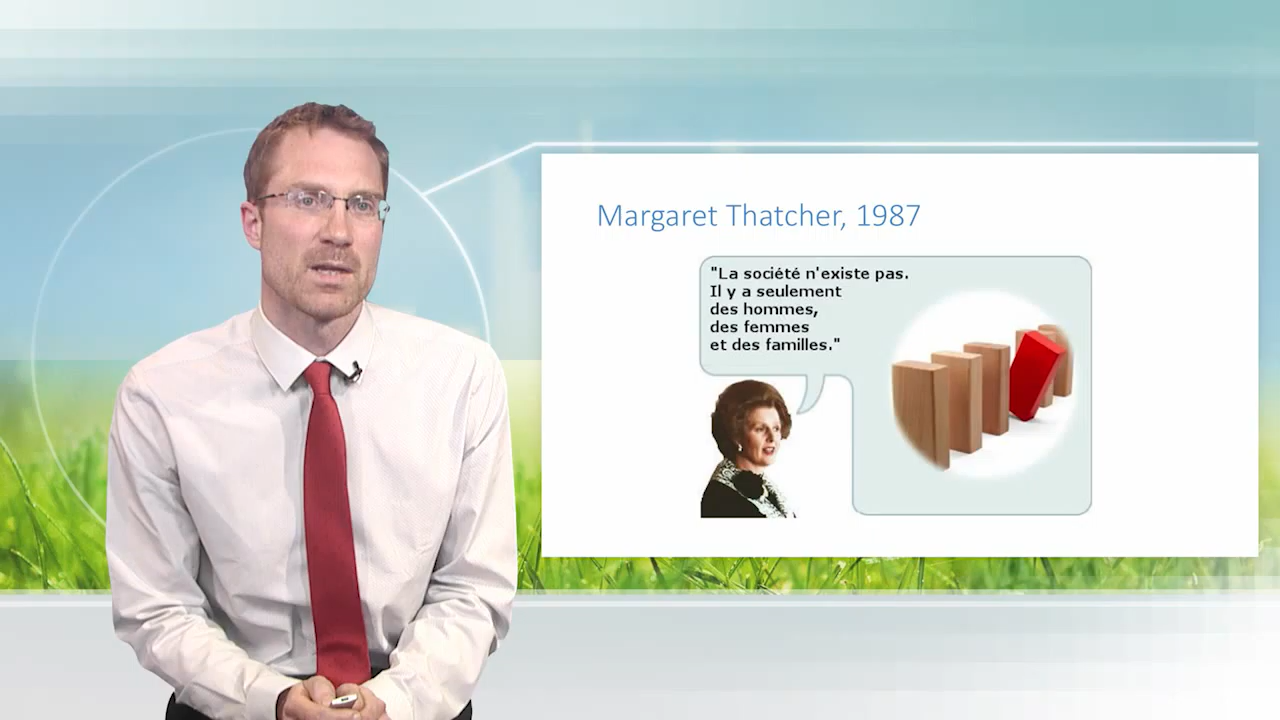 Margaret Thatcher, 1987
"La société n'existe pas.
Il y a seulement
des hommes,
des femmes
et des familles."